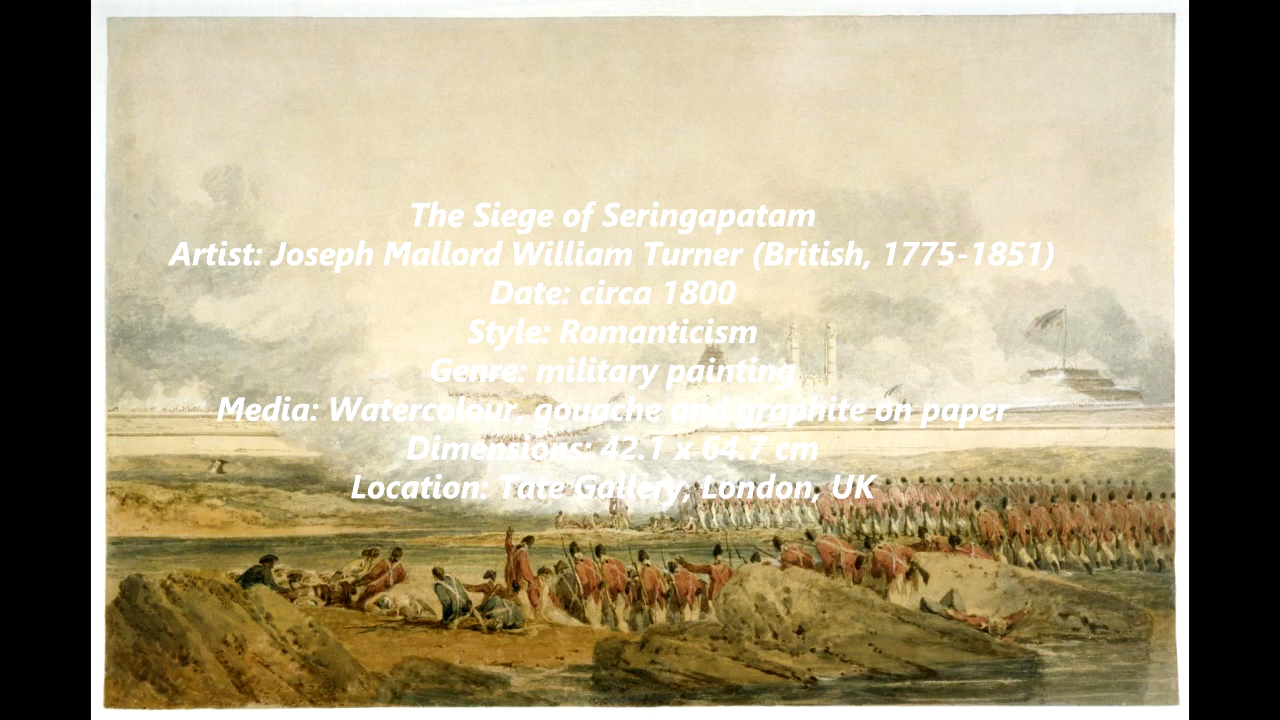 The Siege of Seringapatam
Artist: Joseph Mallord William Turner (British, 1775-1851)
Date: circa 1800
Style: Romanticism
Genre: military painting
Media: Watercolour, gouache and graphite on paper
Dimensions: 42.1 x 64.7 cm
Location: Tate Gallery, London, UK